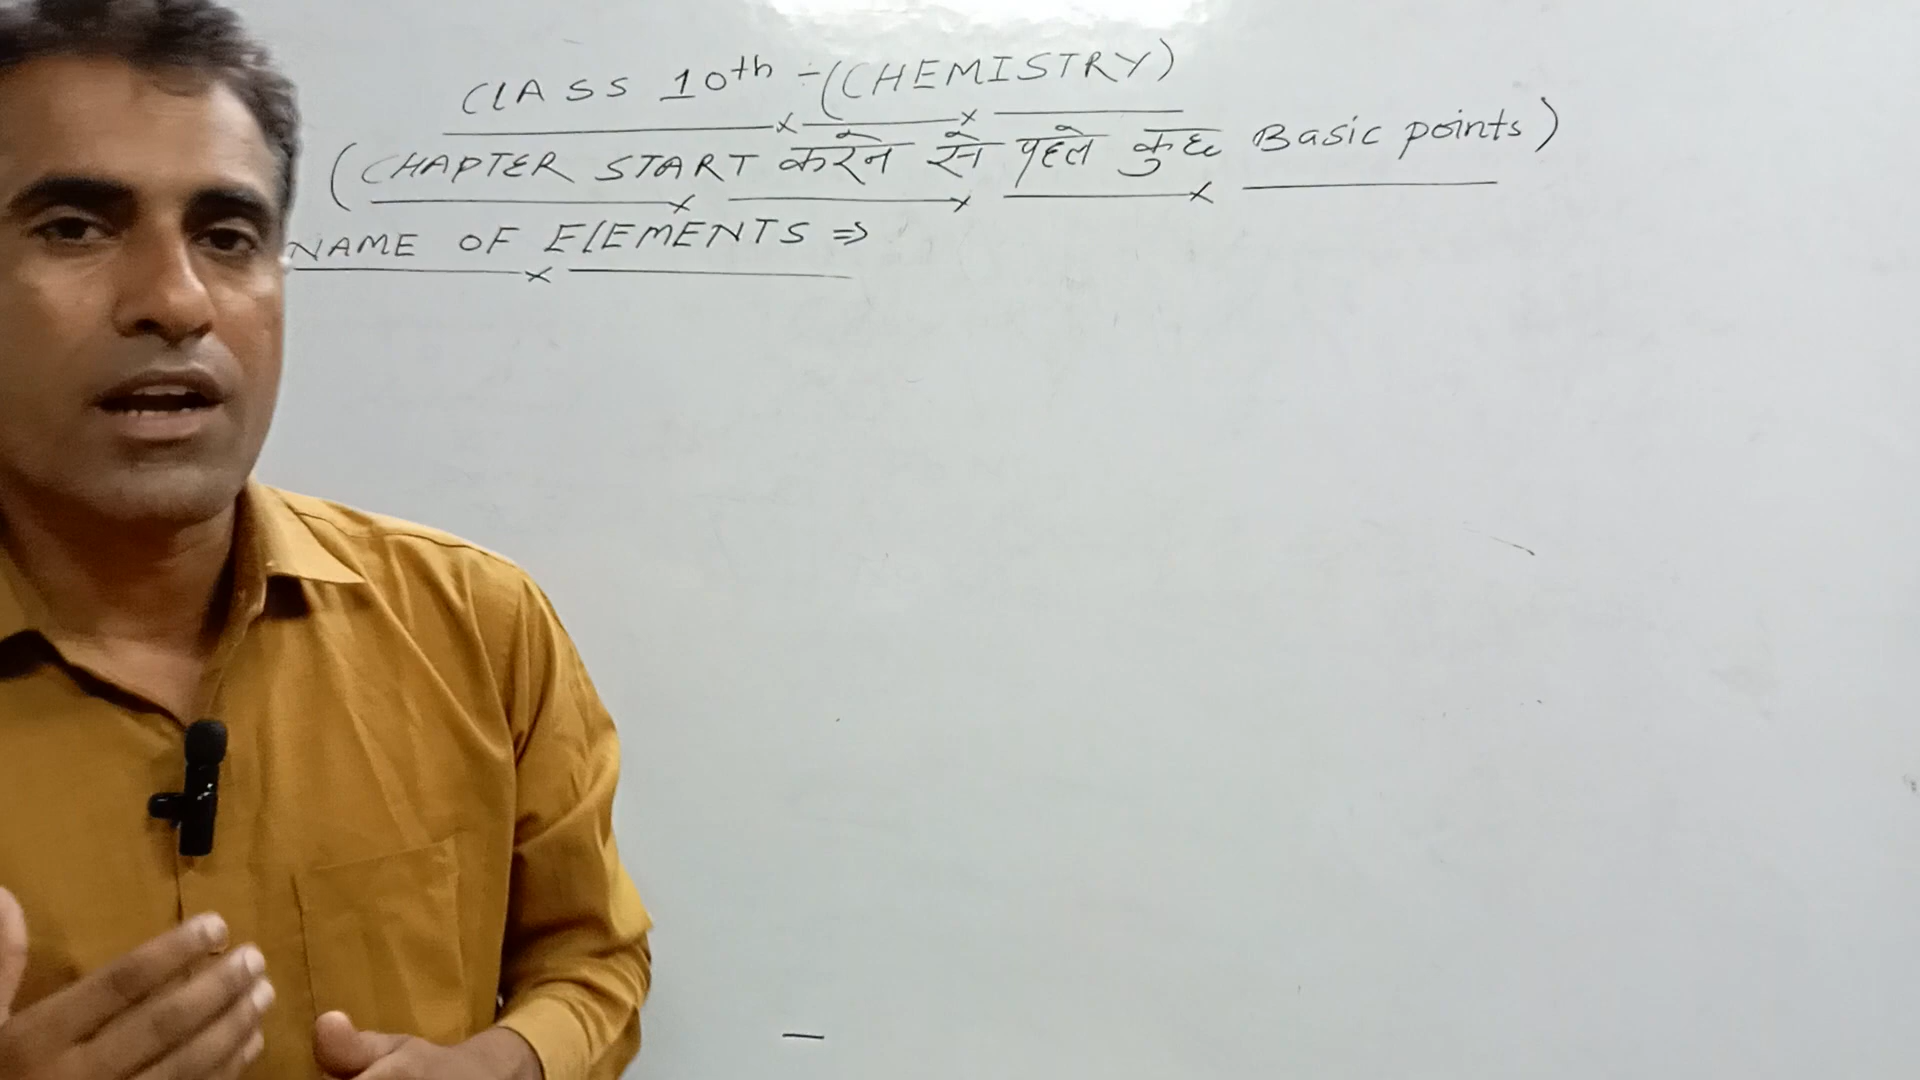 CLASS 10th - (CHEMISTRY)
(CHAPTER START करने से पहले कुछ Basic points)
NAME OF ELEMENTS ⇒